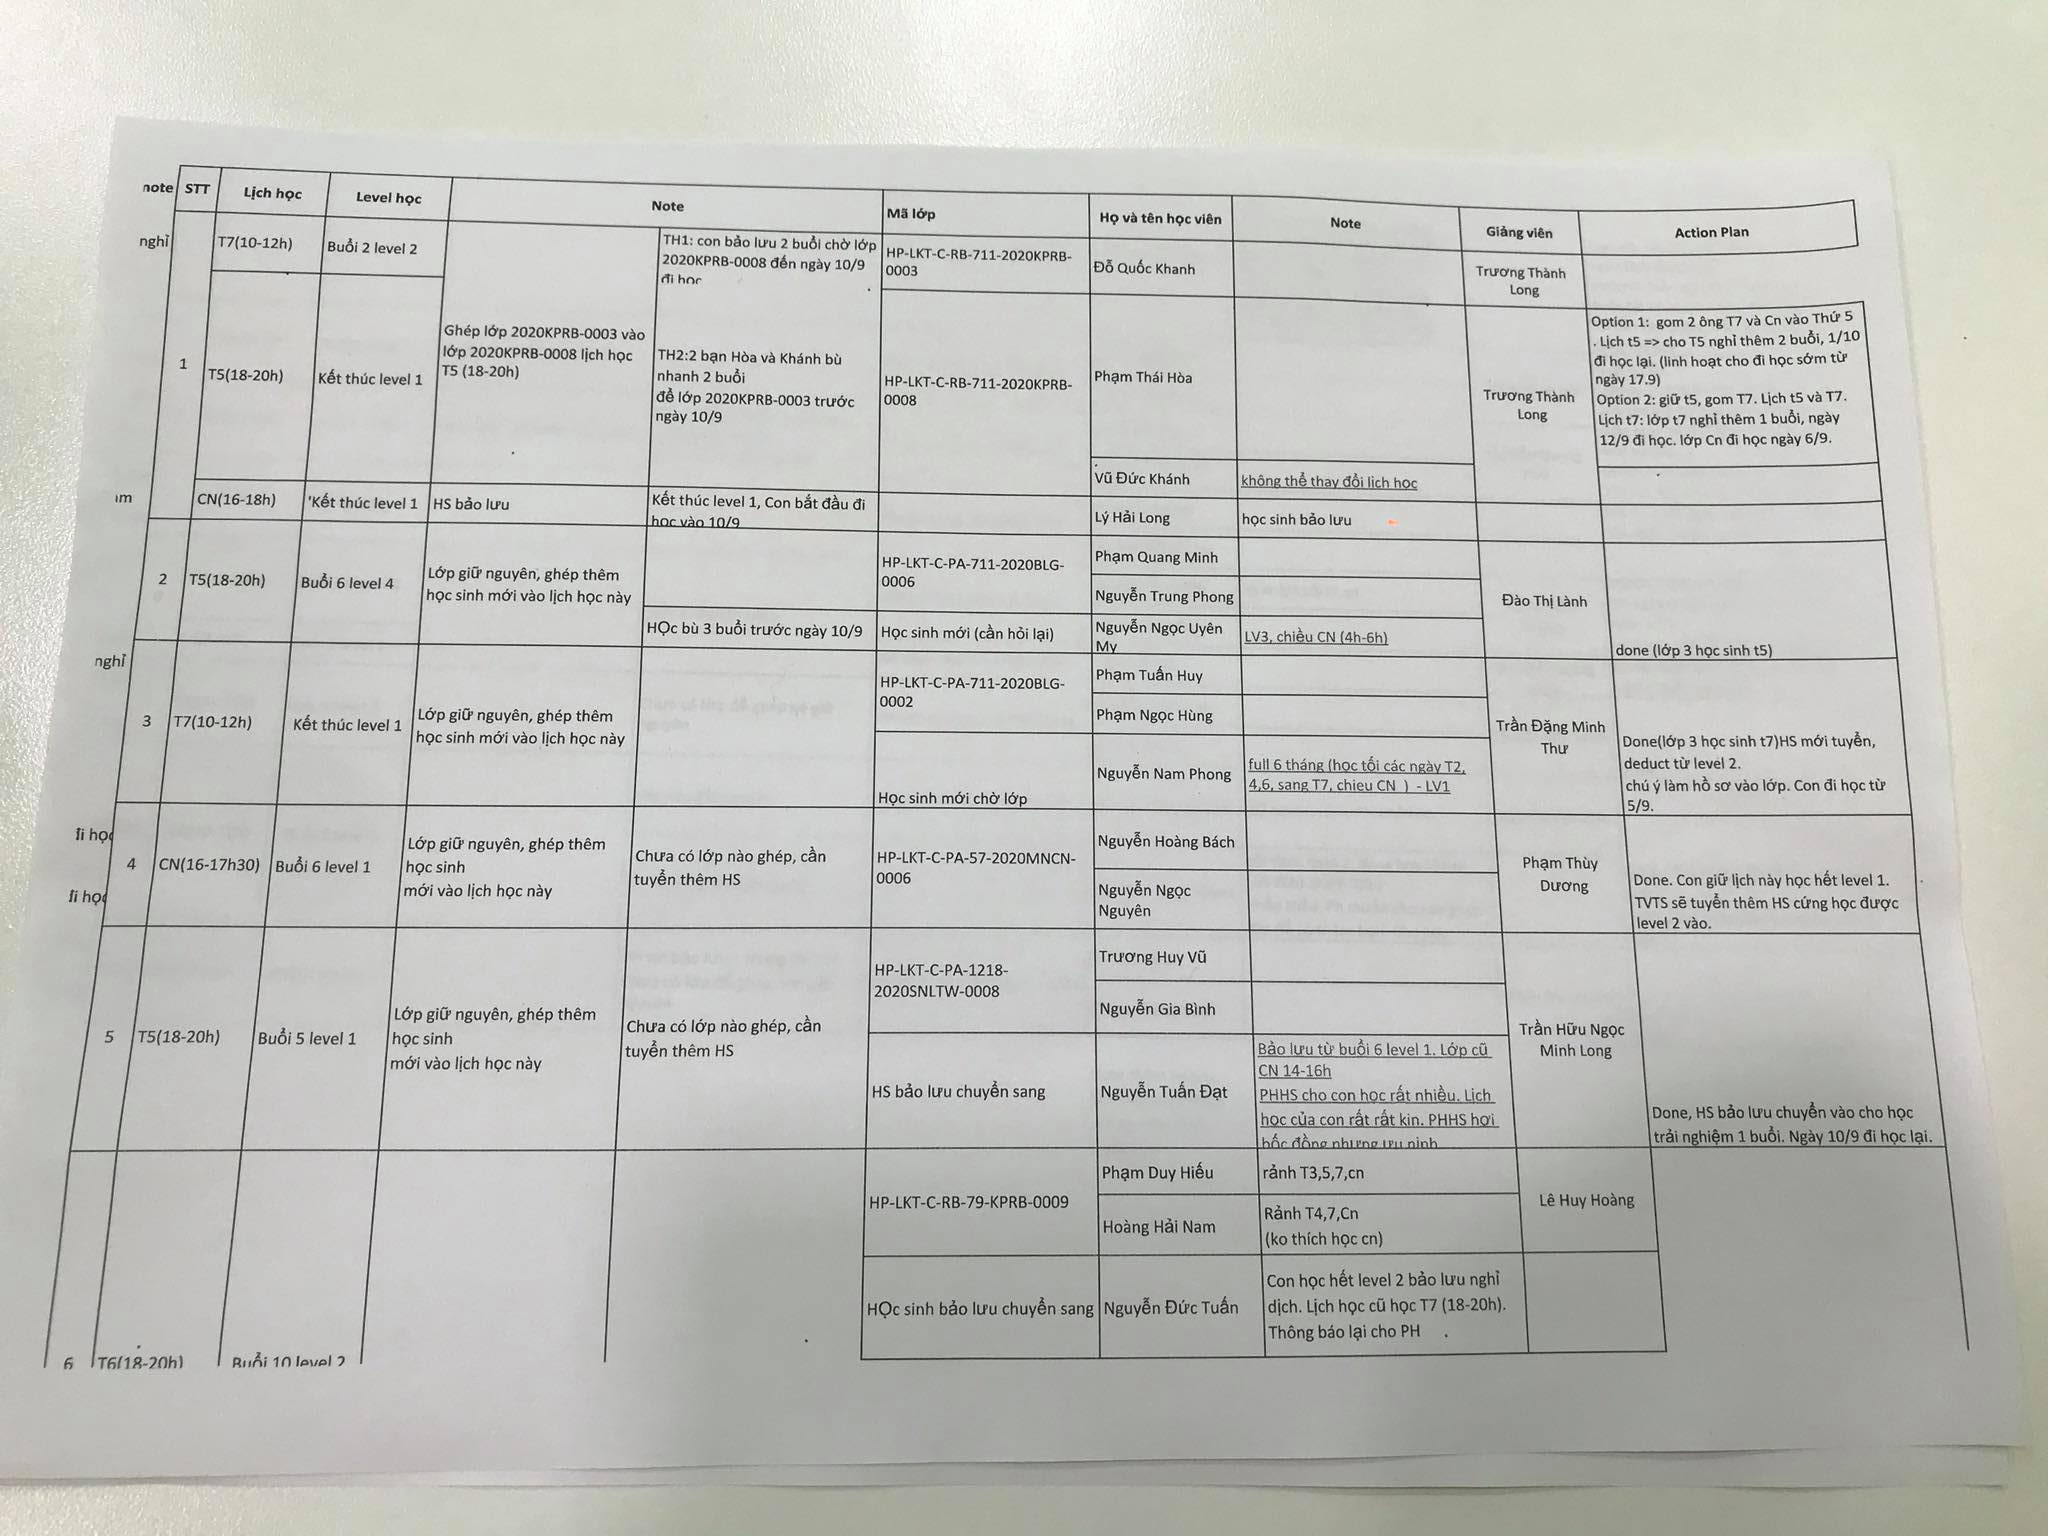 note STT Lịch học Level học Note Mã lớp Họ và tên học viên Note Giảng viên Action Plan
nghỉ
1
T7(10-12h)
Buổi 2 level 2
Ghép lớp 2020KPRB-0003 vào
lớp 2020KPRB-0008 lịch học
T5 (18-20h)
TH1: con bảo lưu 2 buổi chờ lớp
2020KPRB-0008 đến ngày 10/9
đi học
HP-LKT-C-RB-711-2020KPRB-
0003
Đỗ Quốc Khanh
Trương Thành
Long
T5(18-20h)
Kết thúc level 1
TH2:2 bạn Hòa và Khánh bù
nhanh 2 buổi
để lớp 2020KPRB-0003 trước
ngày 10/9
HP-LKT-C-RB-711-2020KPRB-
0008
Phạm Thái Hòa
Trương Thành
Long
Option 1: gom 2 ông T7 và Cn vào Thứ 5
. Lịch t5 => cho T5 nghỉ thêm 2 buổi, 1/10
đi học lại. (linh hoạt cho đi học sớm từ
ngày 17.9)
Option 2: giữ t5, gom T7. Lịch t5 và T7.
Lịch t7: lớp t7 nghỉ thêm 1 buổi, ngày
12/9 đi học. lớp Cn đi học ngày 6/9.
Vũ Đức Khánh
không thể thay đổi lịch học
CN(16-18h)
'Kết thúc level 1
HS bảo lưu
Kết thúc level 1, Con bắt đầu đi
học vào 10/9
Lý Hải Long
học sinh bảo lưu
2
T5(18-20h)
Buổi 6 level 4
Lớp giữ nguyên, ghép thêm
học sinh mới vào lịch học này
HP-LKT-C-PA-711-2020BLG-
0006
Phạm Quang Minh
Nguyễn Trung Phong
Đào Thị Lành
HỌc bù 3 buổi trước ngày 10/9
Học sinh mới (cần hỏi lại)
Nguyễn Ngọc Uyên
My
LV3, chiều CN (4h-6h)
done (lớp 3 học sinh t5)
nghỉ
3
T7(10-12h)
Kết thúc level 1
Lớp giữ nguyên, ghép thêm
học sinh mới vào lịch học này
HP-LKT-C-PA-711-2020BLG-
0002
Phạm Tuấn Huy
Phạm Ngọc Hùng
Trần Đặng Minh
Thư
Học sinh mới chờ lớp
Nguyễn Nam Phong
full 6 tháng (học tối các ngày T2,
4,6, sang T7, chieu CN ) - LV1
Done(lớp 3 học sinh t7)HS mới tuyển,
deduct từ level 2.
chú ý làm hồ sơ vào lớp. Con đi học từ
5/9.
4
CN(16-17h30)
Buổi 6 level 1
Lớp giữ nguyên, ghép thêm
học sinh
mới vào lịch học này
Chưa có lớp nào ghép, cần
tuyển thêm HS
HP-LKT-C-PA-57-2020MNCN-
0006
Nguyễn Hoàng Bách
Nguyễn Ngọc
Nguyên
Phạm Thùy
Dương
Done. Con giữ lịch này học hết level 1.
TVTS sẽ tuyển thêm HS cứng học được
level 2 vào.
5
T5(18-20h)
Buổi 5 level 1
Lớp giữ nguyên, ghép thêm
học sinh
mới vào lịch học này
Chưa có lớp nào ghép, cần
tuyển thêm HS
HP-LKT-C-PA-1218-
2020SNLTW-0008
Trương Huy Vũ
Nguyễn Gia Bình
Trần Hữu Ngọc
Minh Long
HS bảo lưu chuyển sang
Nguyễn Tuấn Đạt
Bảo lưu từ buổi 6 level 1. Lớp cũ
CN 14-16h
PHHS cho con học rất nhiều. Lịch
học của con rất rất kin. PHHS hơi
bốc đồng nhưng
Done, HS bảo lưu chuyển vào cho học
trải nghiệm 1 buổi. Ngày 10/9 đi học lại.
6
T6(18-20h)
Buổi 10 level 2
HP-LKT-C-RB-79-KPRB-0009
Phạm Duy Hiếu
rảnh T3,5,7,cn
Hoàng Hải Nam
Rảnh T4,7,Cn
(ko thích học cn)
Lê Huy Hoàng
HỌc sinh bảo lưu chuyển sang
Nguyễn Đức Tuấn
Con học hết level 2 bảo lưu nghỉ
dịch. Lịch học cũ học T7 (18-20h).
Thông báo lại cho PH